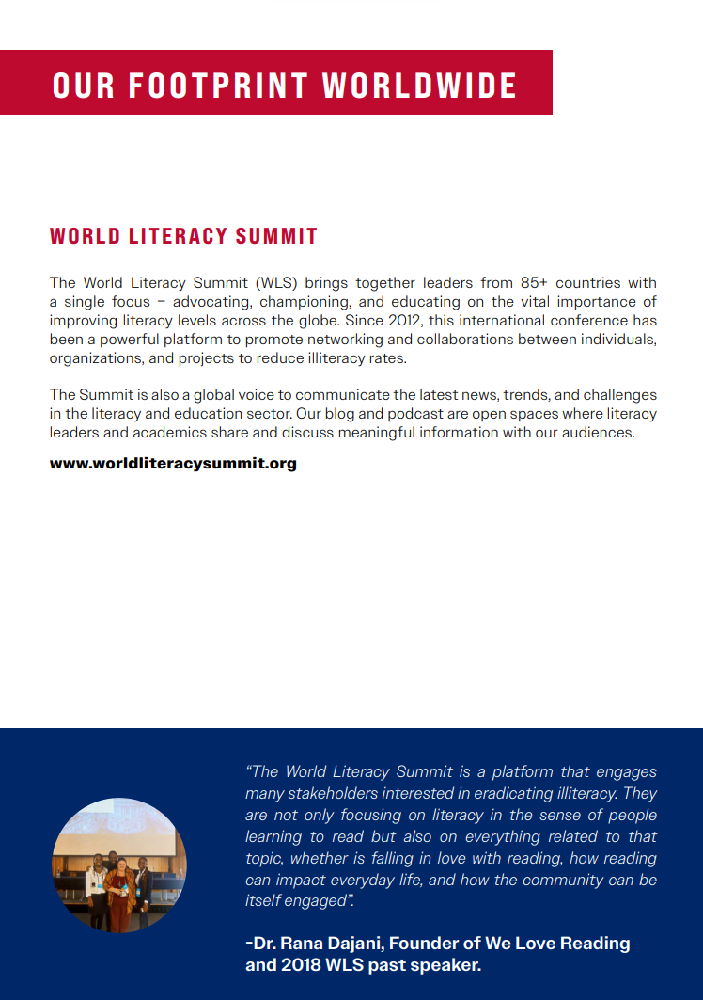 OUR FOOTPRINT WORLDWIDE
WORLD LITERACY SUMMIT
The World Literacy Summit (WLS) brings together leaders from 85+ countries with
a single focus – advocating, championing, and educating on the vital importance of
improving literacy levels across the globe. Since 2012, this international conference has
been a powerful platform to promote networking and collaborations between individuals,
organizations, and projects to reduce illiteracy rates.
The Summit is also a global voice to communicate the latest news, trends, and challenges
in the literacy and education sector. Our blog and podcast are open spaces where literacy
leaders and academics share and discuss meaningful information with our audiences.
www.worldliteracysummit.org
“The World Literacy Summit is a platform that engages
many stakeholders interested in eradicating illiteracy. They
are not only focusing on literacy in the sense of people
learning to read but also on everything related to that
topic, whether is falling in love with reading, how reading
can impact everyday life, and how the community can be
itself engaged”.
-Dr. Rana Dajani, Founder of We Love Reading
and 2018 WLS past speaker.